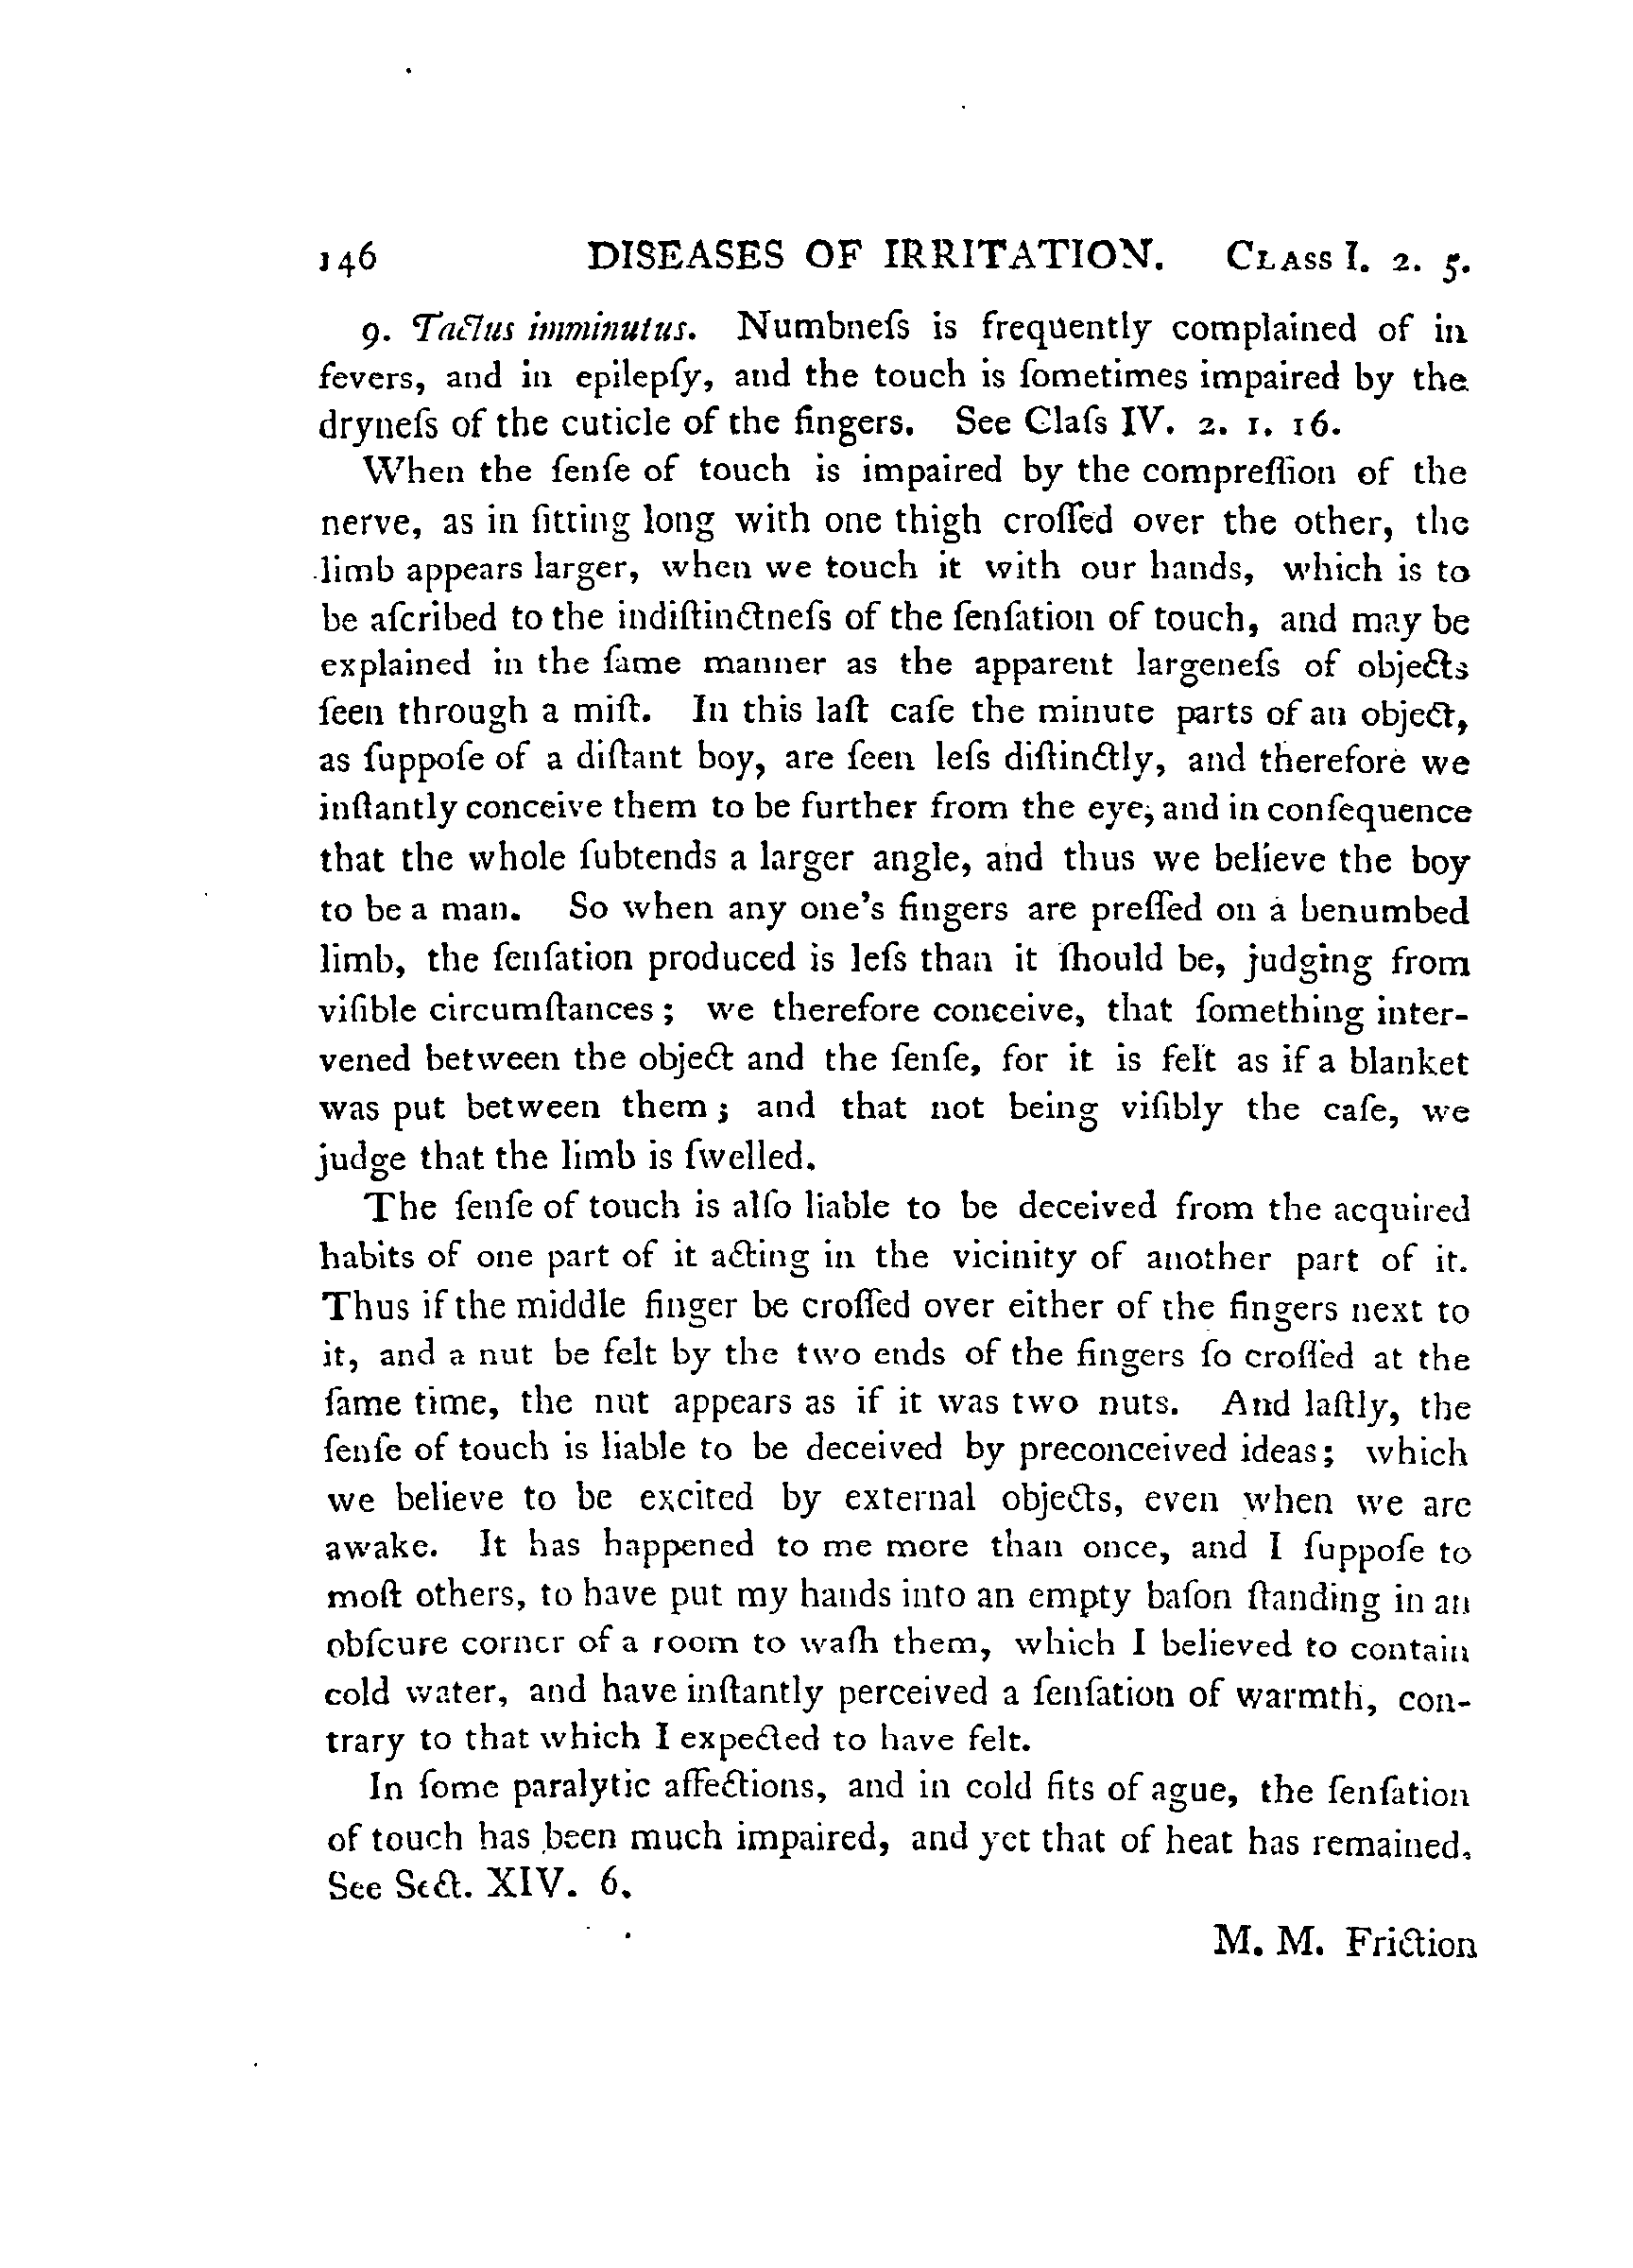 146 DISEASES OF IRRITATION. CLASS I. 2. 5.
9. Tactus imminutus. Numbneſs is frequently complained of in
fevers, and in epilepſy, and the touch is ſometimes impaired by the
dryneſs of the cuticle of the fingers. See Claſs IV. 2. 1. 16.
When the ſenſe of touch is impaired by the compreſſion of the
nerve, as in ſitting long with one thigh croſſed over the other, the
limb appears larger, when we touch it with our hands, which is to
be aſcribed to the indiſtinctneſs of the ſenſation of touch, and may be
explained in the ſame manner as the apparent largeneſs of objects
ſeen through a miſt. In this laſt caſe the minute parts of an object,
as ſuppoſe of a diſtant boy, are ſeen leſs diſtinctly, and therefore we
inſtantly conceive them to be further from the eye, and in conſequence
that the whole ſubtends a larger angle, and thus we believe the boy
to be a man. So when any one's fingers are preſſed on a benumbed
limb, the ſenſation produced is leſs than it ſhould be, judging from
viſible circumſtances; we therefore conceive, that ſomething inter-
vened between the object and the ſenſe, for it is felt as if a blanket
was put between them; and that not being viſibly the caſe, we
judge that the limb is ſwelled.
The ſenſe of touch is alſo liable to be deceived from the acquired
habits of one part of it acting in the vicinity of another part of it.
Thus if the middle finger be croſſed over either of the fingers next to
it, and a nut be felt by the two ends of the fingers ſo croſſed at the
ſame time, the nut appears as if it was two nuts. And laſtly, the
ſenſe of touch is liable to be deceived by preconceived ideas; which
we believe to be excited by external objects, even when we are
awake. It has happened to me more than once, and I ſuppoſe to
moſt others, to have put my hands into an empty baſon ſtanding in an
obſcure corner of a room to waſh them, which I believed to contain
cold water, and have inſtantly perceived a ſenſation of warmth, con-
trary to that which I expected to have felt.
In ſome paralytic affections, and in cold fits of ague, the ſenſation
of touch has been much impaired, and yet that of heat has remained.
See Sect. XIV. 6.
M. M. Friction